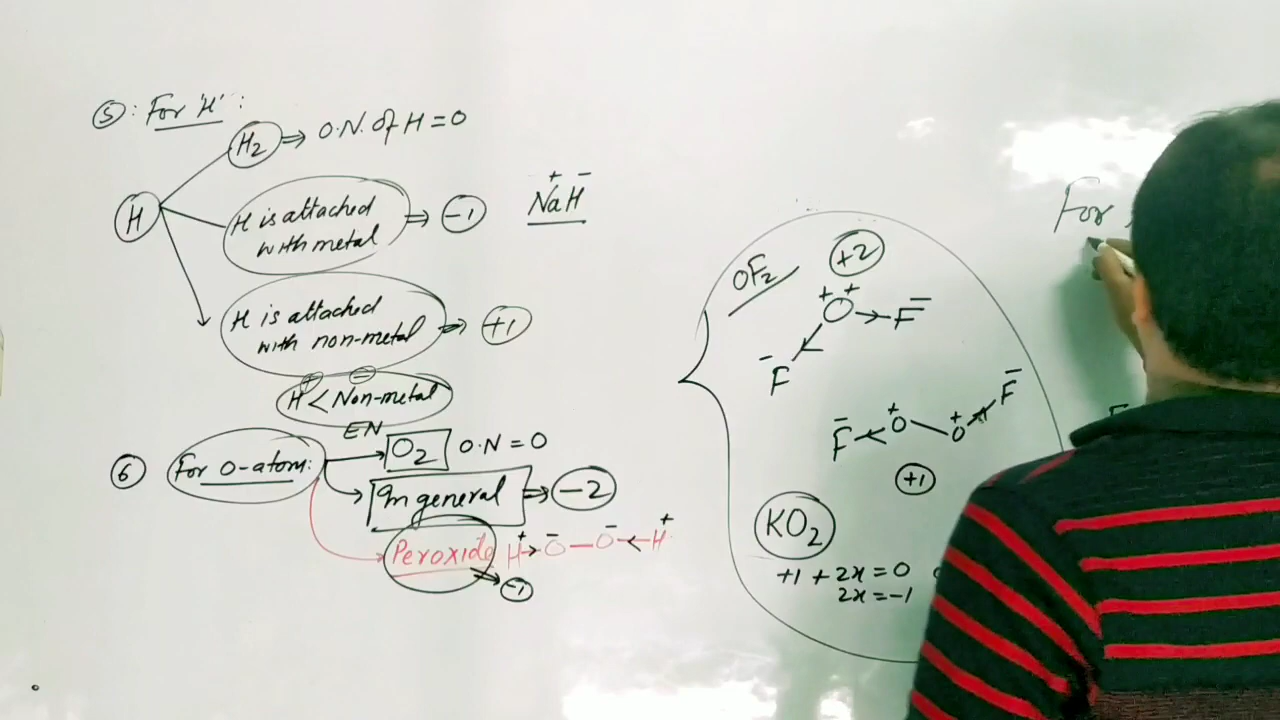 ⑤: For 'H':
H₂ ⇒ O.N. of H = 0
H
H is attached
with metal ⇒ -1
+ -
NaH
H is attached
with non-metal ⇒ +1
+ -
H < Non-metal
EN
⑥ For O-atom:
O₂ O.N = 0
In general ⇒ -2
Peroxide H⁺→O⁻—O⁻←H⁺
⇒ -1
OF₂ +2
+ + -
O → F
-
F
- + + -
F ← O — O → F
+1
KO₂
+1 + 2x = 0
2x = -1
For